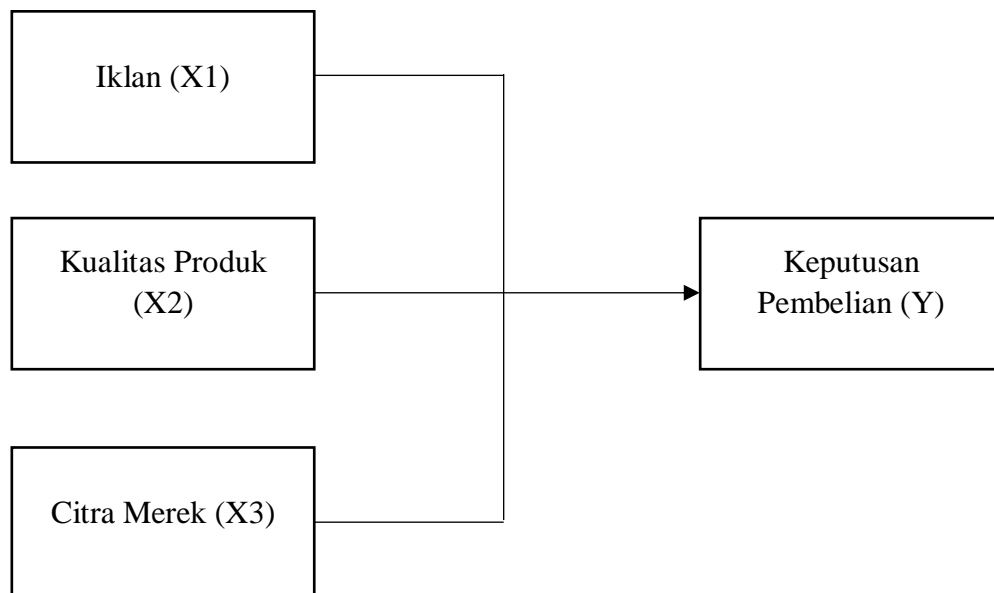 Iklan (X1)
Kualitas Produk
(X2)
Keputusan
Pembelian (Y)
Citra Merek (X3)